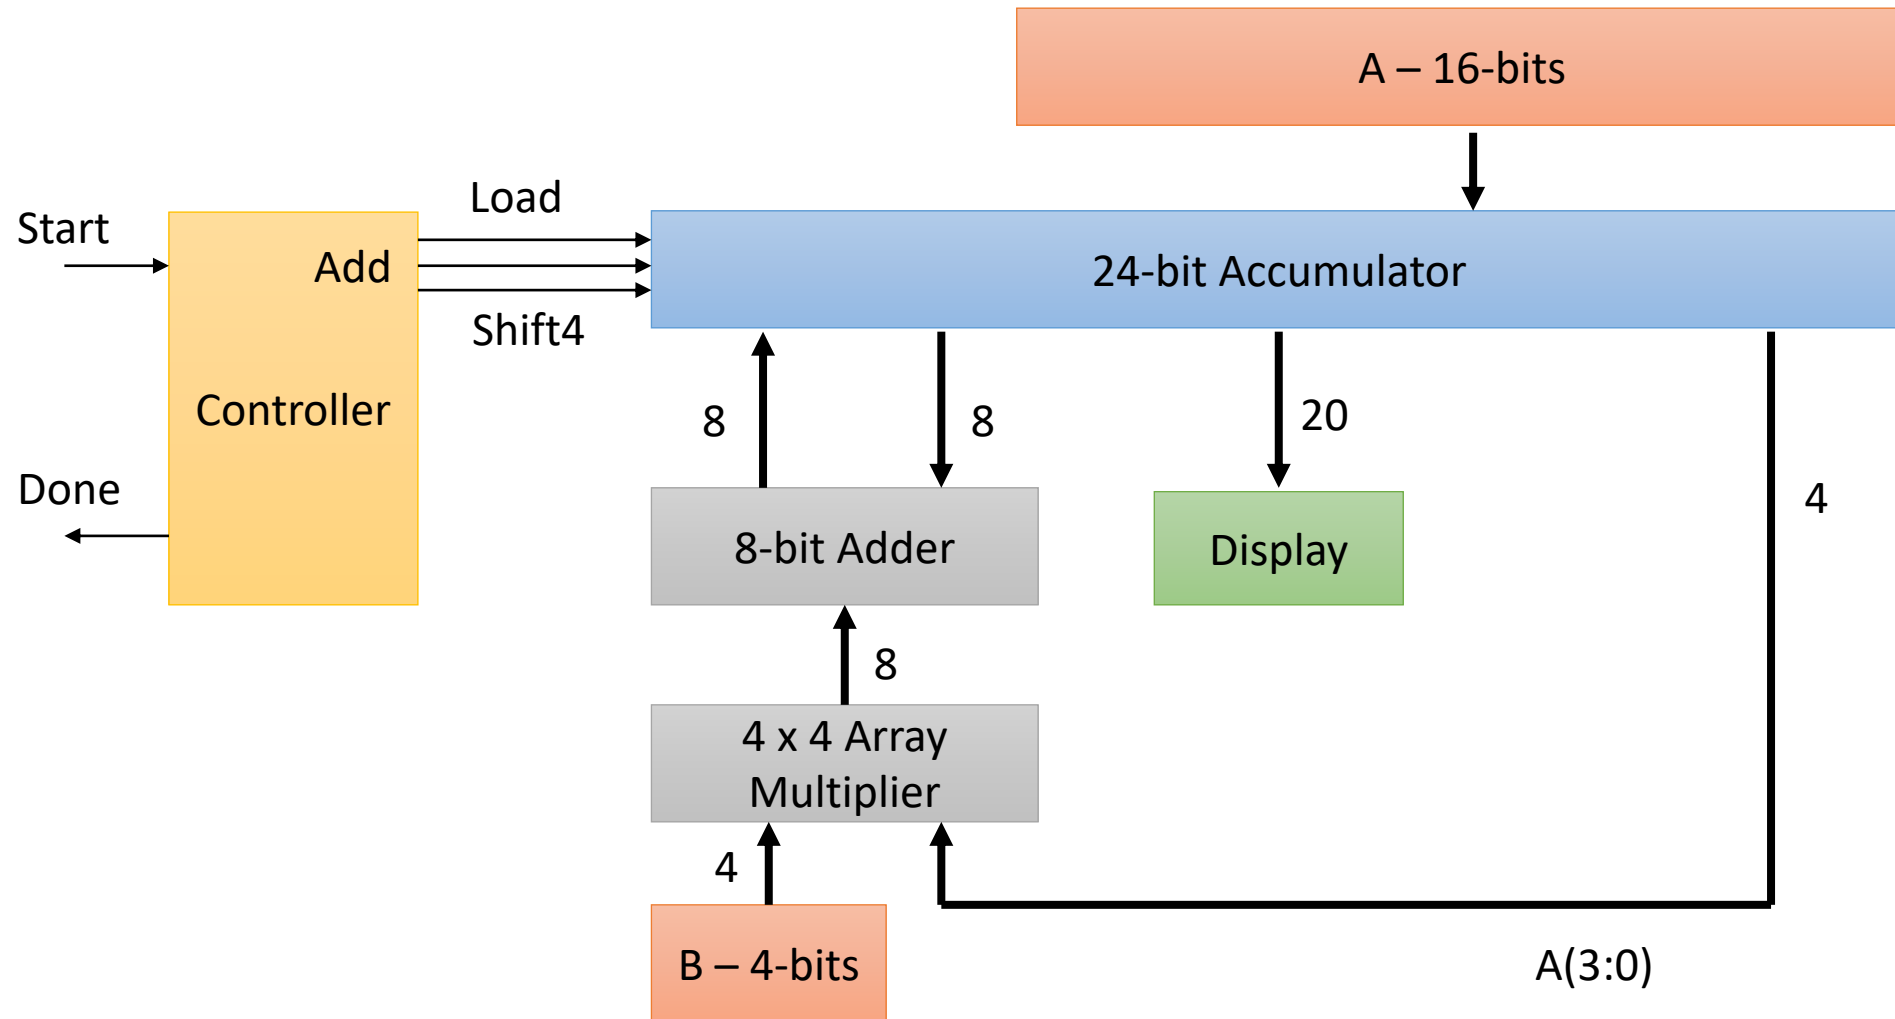 A – 16-bits
Load
Start
Add
24-bit Accumulator
Shift4
Controller
8
8
20
Done
4
8-bit Adder
Display
8
4 x 4 Array
Multiplier
4
B – 4-bits
A(3:0)